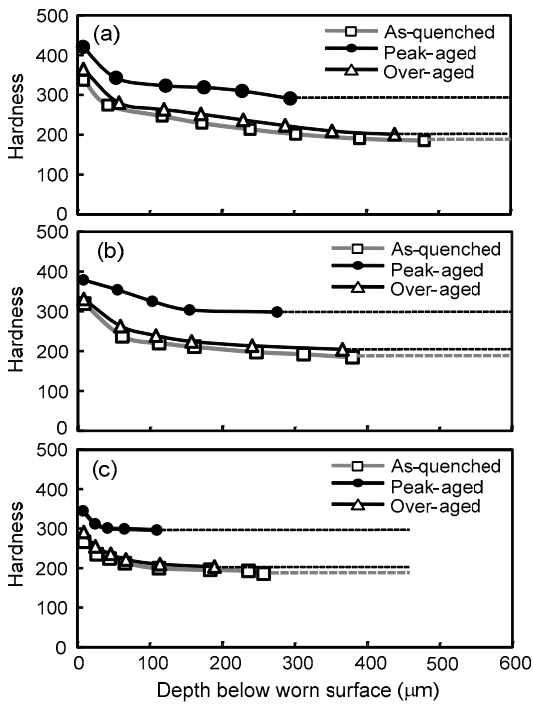 500
(a)
As-quenched
400
Peak-aged
Over-aged
300
Hardness
200
100
0
500
(b)
As-quenched
400
Peak-aged
Over-aged
300
Hardness
200
100
0
500
(c)
As-quenched
400
Peak-aged
Over-aged
300
Hardness
200
100
0
0 100 200 300 400 500 600
Depth below worn surface (μm)